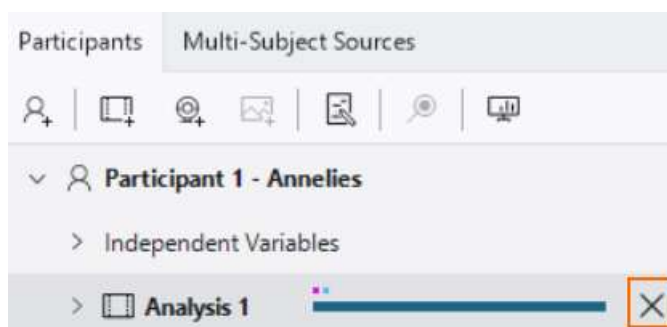 Participants Multi-Subject Sources
Participant 1 - Annelies
Independent Variables
Analysis 1